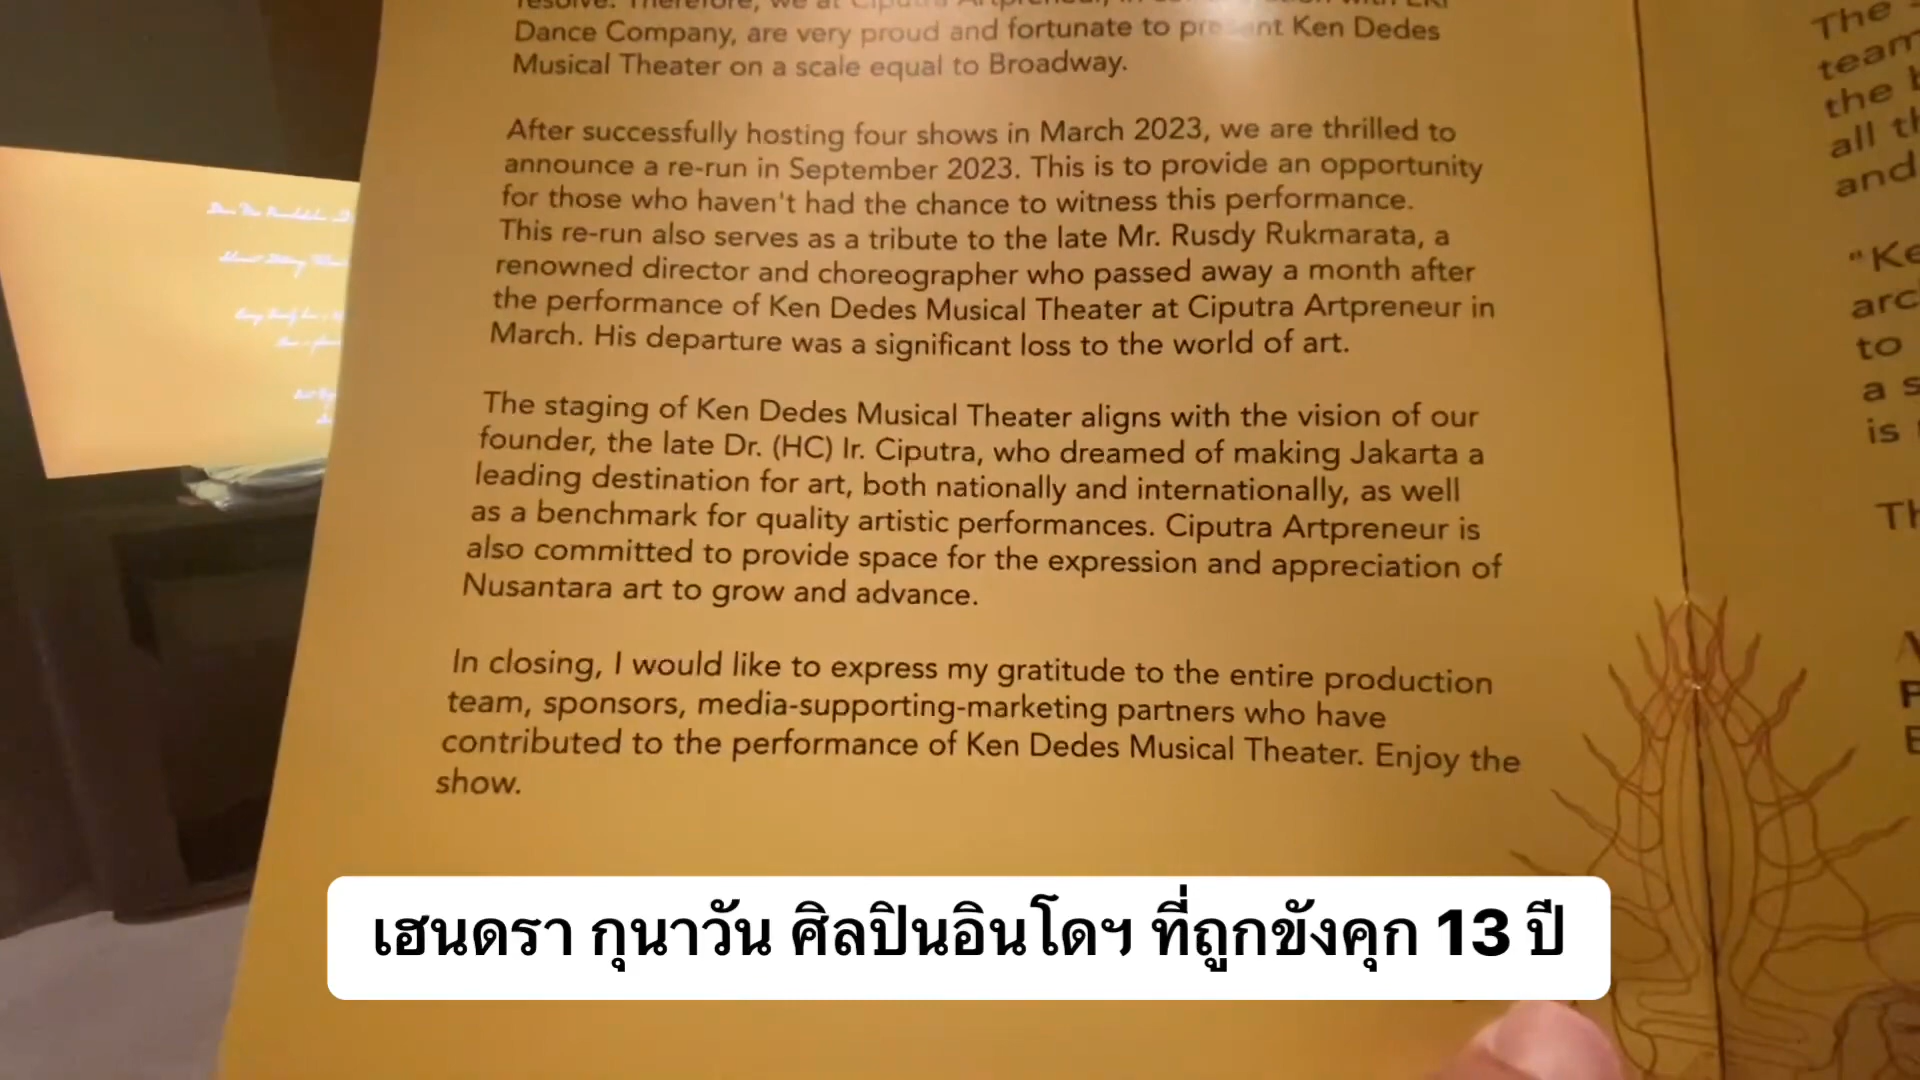 Dance Company, are very proud and fortunate to present Ken Dedes
Musical Theater on a scale equal to Broadway.
After successfully hosting four shows in March 2023, we are thrilled to
announce a re-run in September 2023. This is to provide an opportunity
for those who haven't had the chance to witness this performance.
This re-run also serves as a tribute to the late Mr. Rusdy Rukmarata, a
renowned director and choreographer who passed away a month after
the performance of Ken Dedes Musical Theater at Ciputra Artpreneur in
March. His departure was a significant loss to the world of art.
The staging of Ken Dedes Musical Theater aligns with the vision of our
founder, the late Dr. (HC) Ir. Ciputra, who dreamed of making Jakarta a
leading destination for art, both nationally and internationally, as well
as a benchmark for quality artistic performances. Ciputra Artpreneur is
also committed to provide space for the expression and appreciation of
Nusantara art to grow and advance.
In closing, I would like to express my gratitude to the entire production
team, sponsors, media-supporting-marketing partners who have
contributed to the performance of Ken Dedes Musical Theater. Enjoy the
show.
The
team
the
all
and
"Ke
arc
to
a s
is
Th
เฮนดรา กุนาวัน ศิลปินอินโดฯ ที่ถูกขังคุก 13 ปี